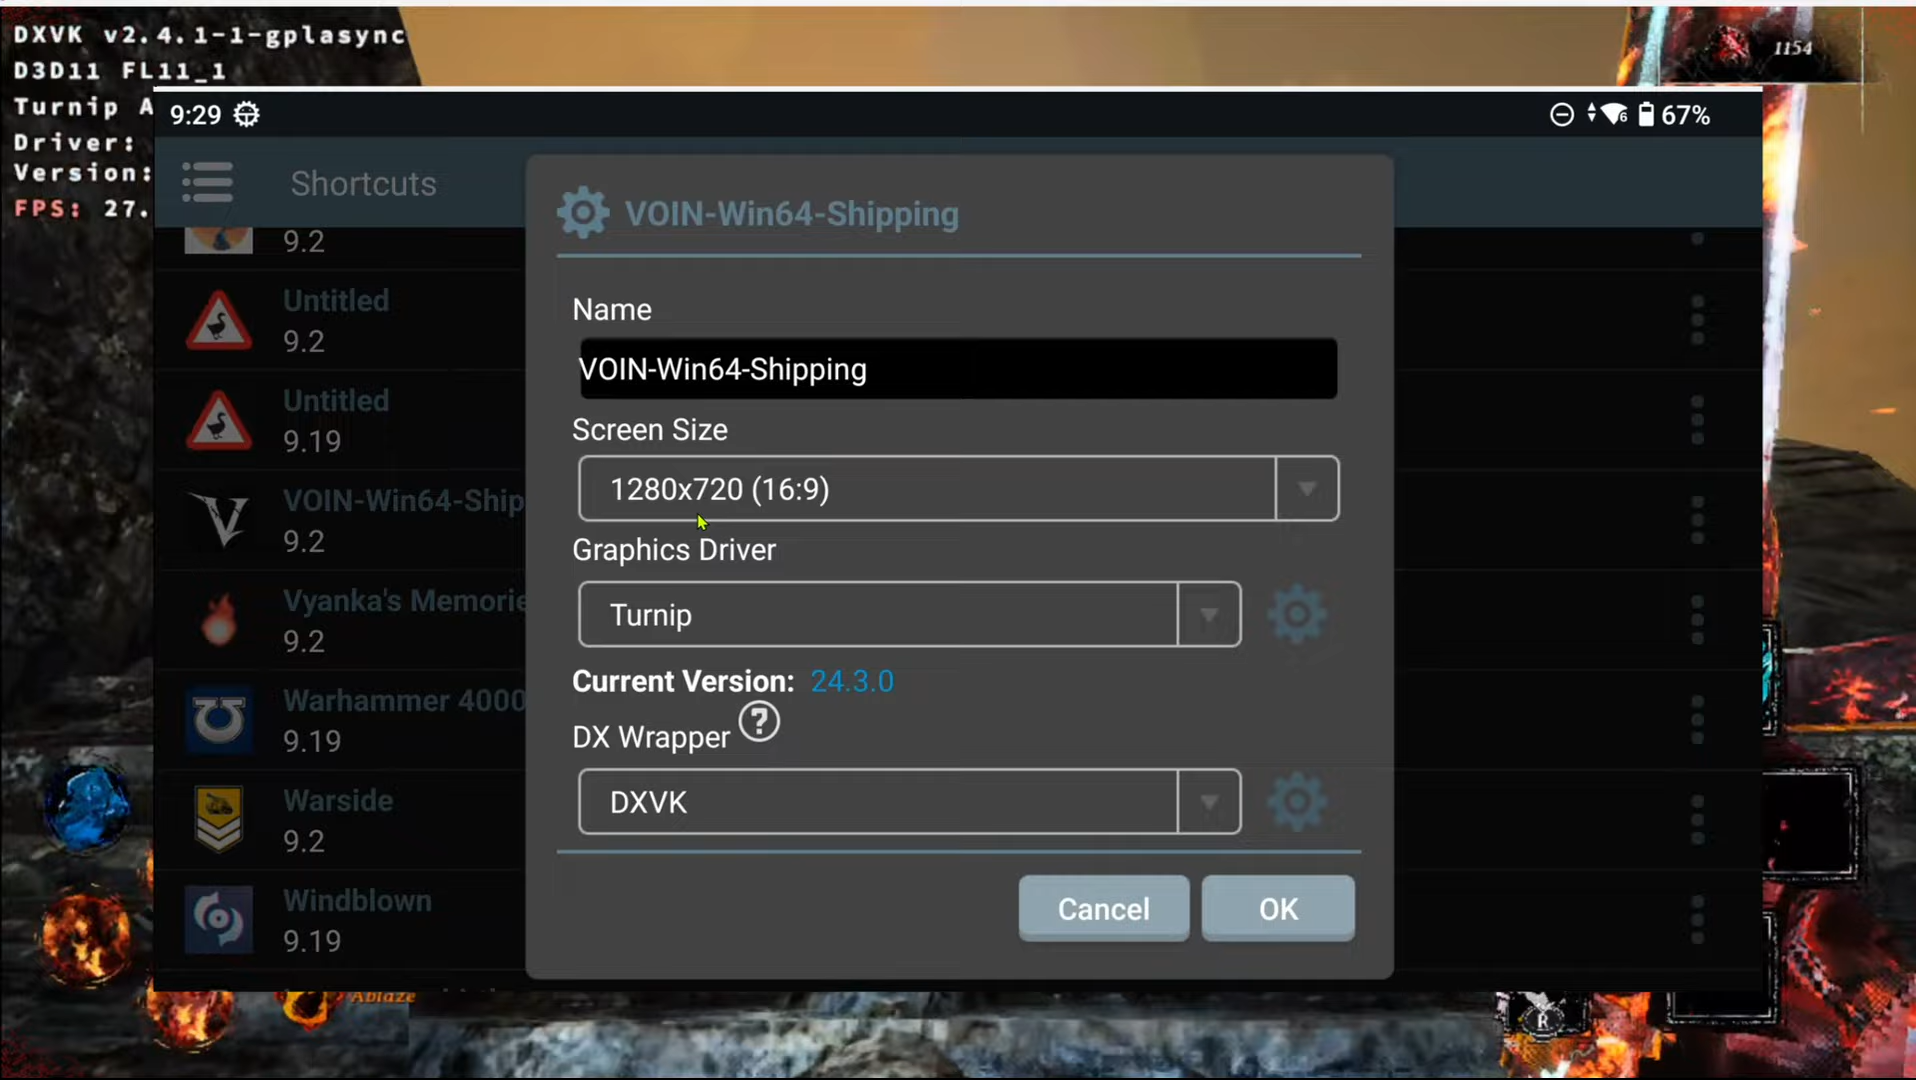 DXVK v2.4.1-1-gplasync
D3D11 FL11_1
Turnip A
Driver:
Version:
FPS: 27.
1154
9:29
67%
Shortcuts
9.2
Untitled
9.2
Untitled
9.19
VOIN-Win64-Ship
9.2
Vyanka's Memorie
9.2
Warhammer 4000
9.19
Warside
9.2
Windblown
9.19
VOIN-Win64-Shipping
Name
VOIN-Win64-Shipping
Screen Size
1280x720 (16:9)
Graphics Driver
Turnip
Current Version: 24.3.0
DX Wrapper ?
DXVK
Cancel OK
Ablaze
R